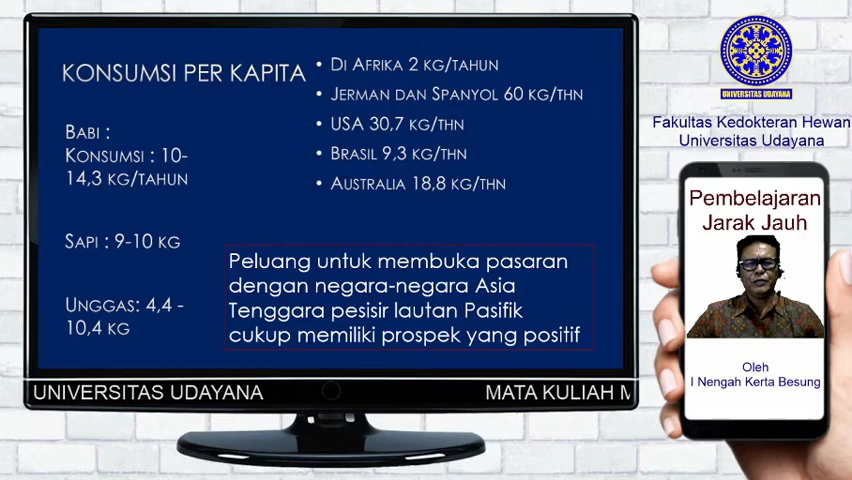 KONSUMSI PER KAPITA
BABI :
KONSUMSI : 10-
14,3 KG/TAHUN
SAPI : 9-10 KG
UNGGAS: 4,4 -
10,4 KG
• DI AFRIKA 2 KG/TAHUN
• JERMAN DAN SPANYOL 60 KG/THN
• USA 30,7 KG/THN
• BRASIL 9,3 KG/THN
• AUSTRALIA 18,8 KG/THN
Peluang untuk membuka pasaran
dengan negara-negara Asia
Tenggara pesisir lautan Pasifik
cukup memiliki prospek yang positif
UNIVERSITAS UDAYANA
MATA KULIAH M
UNIVERSITAS UDAYANA
Fakultas Kedokteran Hewan
Universitas Udayana
Pembelajaran
Jarak Jauh
Oleh
I Nengah Kerta Besung